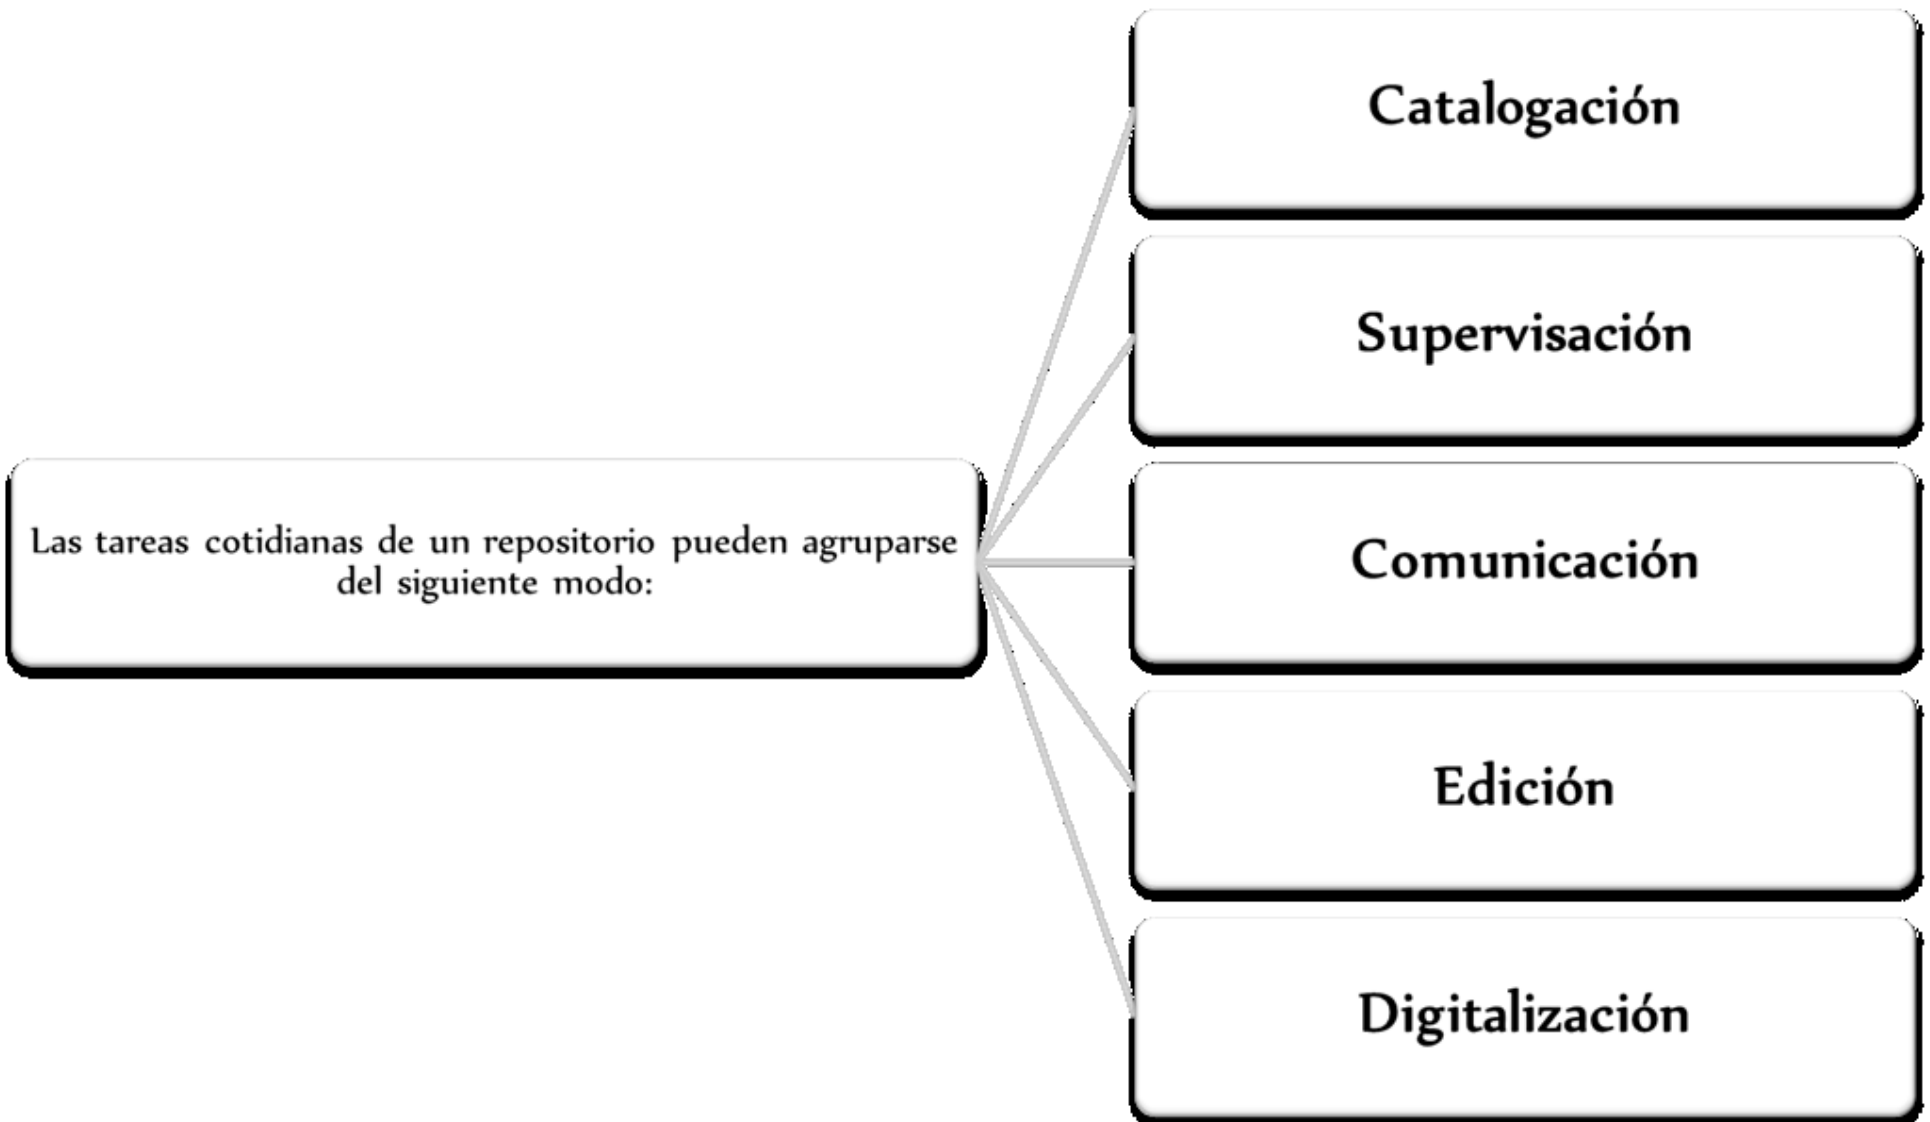 Las tareas cotidianas de un repositorio pueden agruparse
del siguiente modo:
Catalogación
Supervisación
Comunicación
Edición
Digitalización